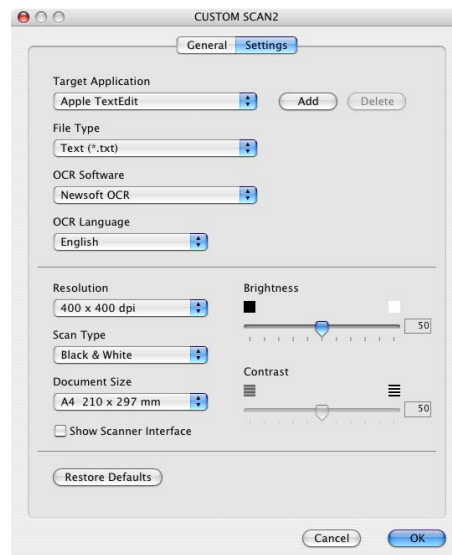 CUSTOM SCAN2
General Settings
Target Application
Apple TextEdit
Add
Delete
File Type
Text (*.txt)
OCR Software
Newsoft OCR
OCR Language
English
Resolution
400 x 400 dpi
Scan Type
Black & White
Document Size
A4 210 x 297 mm
Show Scanner Interface
Brightness
50
Contrast
50
Restore Defaults
Cancel
OK